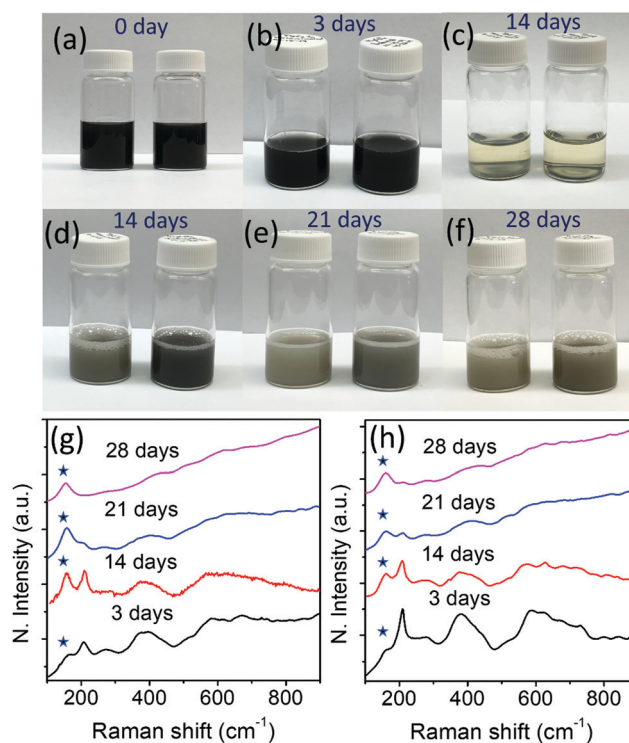 (a) 0 day
(b) 3 days
(c) 14 days
(d) 14 days
(e) 21 days
(f) 28 days
(g)
28 days
21 days
14 days
3 days
N. Intensity (a.u.)
200 400 600 800
Raman shift (cm⁻¹)
(h)
28 days
21 days
14 days
3 days
N. Intensity (a.u.)
200 400 600 800
Raman shift (cm⁻¹)